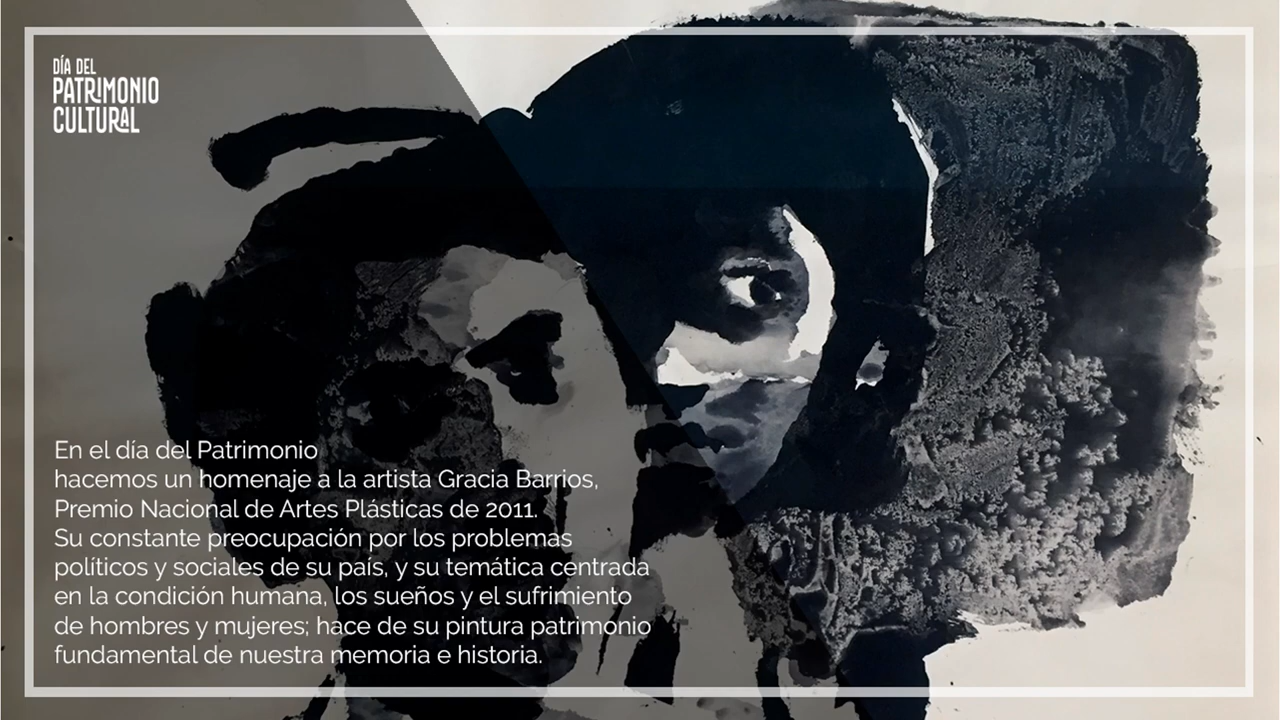 DÍA DEL
PATRIMONIO
CULTURAL
En el día del Patrimonio
hacemos un homenaje a la artista Gracia Barrios,
Premio Nacional de Artes Plásticas de 2011.
Su constante preocupación por los problemas
políticos y sociales de su país, y su temática centrada
en la condición humana, los sueños y el sufrimiento
de hombres y mujeres; hace de su pintura patrimonio
fundamental de nuestra memoria e historia.